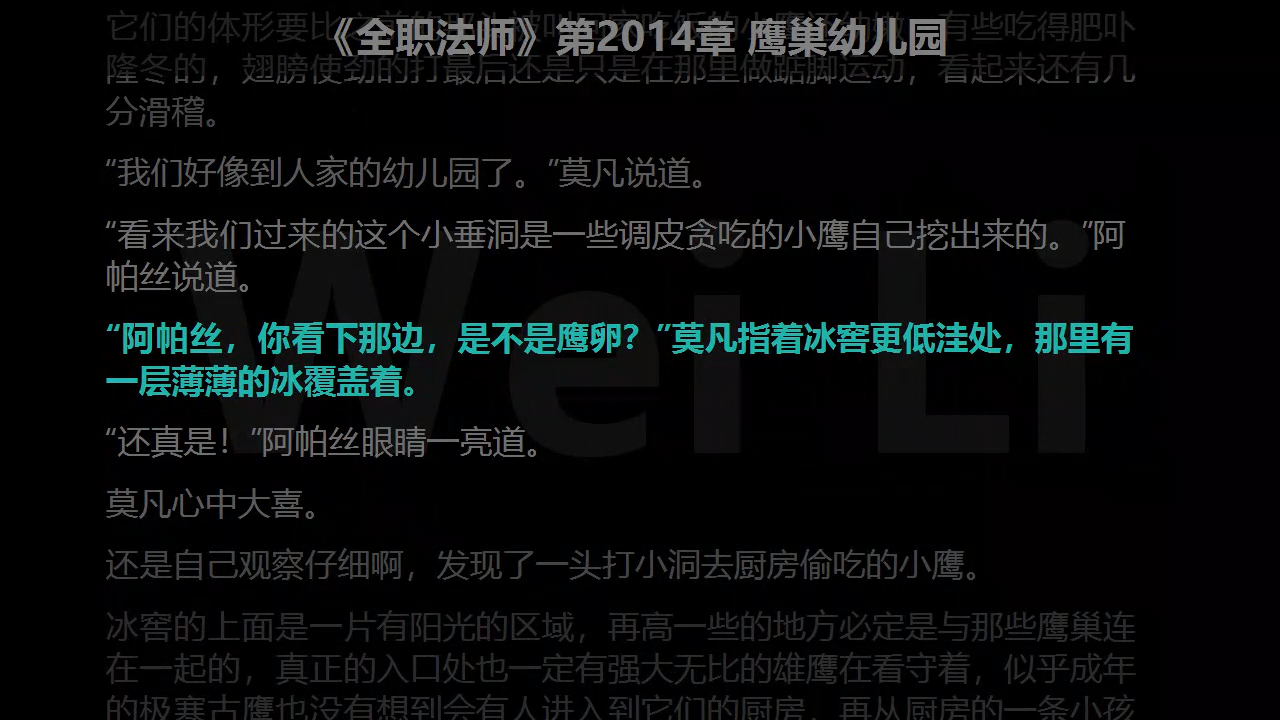 《全职法师》第2014章 鹰巢幼儿园
它们的体形要比
有些吃得肥卟
隆冬的，翅膀使劲的打最后还是只是在那里做踮脚运动，看起来还有几
分滑稽。
“我们好像到人家的幼儿园了。”莫凡说道。
“看来我们过来的这个小垂洞是一些调皮贪吃的小鹰自己挖出来的。”阿
帕丝说道。
“阿帕丝，你看下那边，是不是鹰卵？”莫凡指着冰窖更低洼处，那里有
一层薄薄的冰覆盖着。
“还真是！”阿帕丝眼睛一亮道。
莫凡心中大喜。
还是自己观察仔细啊，发现了一头打小洞去厨房偷吃的小鹰。
冰窖的上面是一片有阳光的区域，再高一些的地方必定是与那些鹰巢连
在一起的，真正的入口处也一定有强大无比的雄鹰在看守着，似乎成年
的极寒古鹰也没有想到会有人进入到它们的厨房，再从厨房的一条小孩
Wei Li